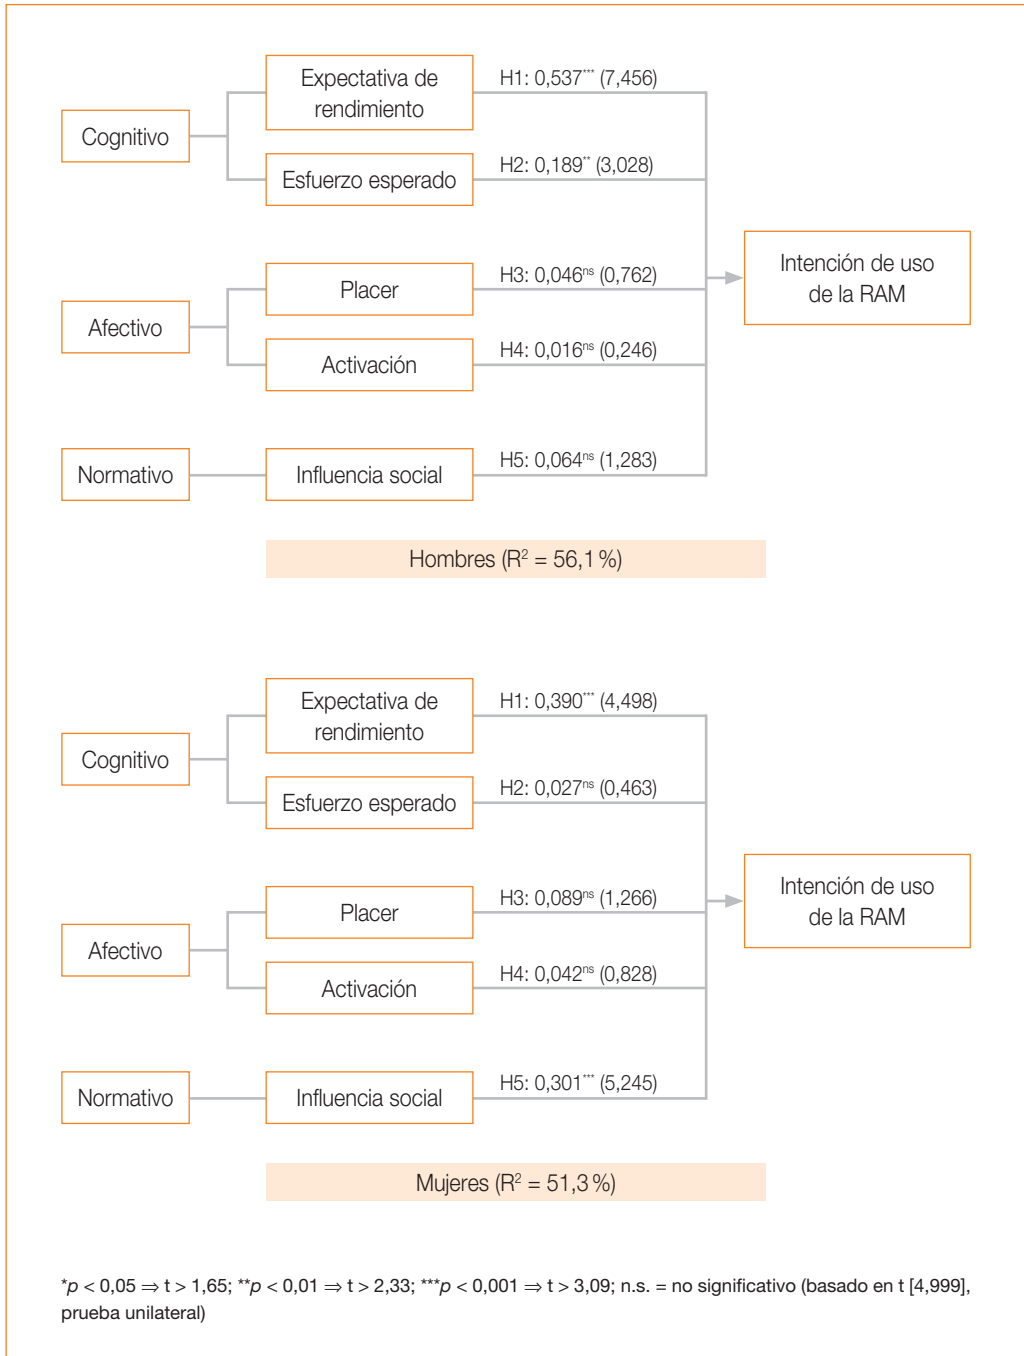 Expectativa de
rendimiento
H1: 0,537*** (7,456)
Cognitivo
Esfuerzo esperado
H2: 0,189** (3,028)
Intención de uso
de la RAM
Placer
H3: 0,046ns (0,762)
Afectivo
Activación
H4: 0,016ns (0,246)
Normativo
Influencia social
H5: 0,064ns (1,283)
Hombres (R² = 56,1 %)
Expectativa de
rendimiento
H1: 0,390*** (4,498)
Cognitivo
Esfuerzo esperado
H2: 0,027ns (0,463)
Intención de uso
de la RAM
Placer
H3: 0,089ns (1,266)
Afectivo
Activación
H4: 0,042ns (0,828)
Normativo
Influencia social
H5: 0,301*** (5,245)
Mujeres (R² = 51,3 %)
*p < 0,05 ⇒ t > 1,65; **p < 0,01 ⇒ t > 2,33; ***p < 0,001 ⇒ t > 3,09; n.s. = no significativo (basado en t [4,999],
prueba unilateral)